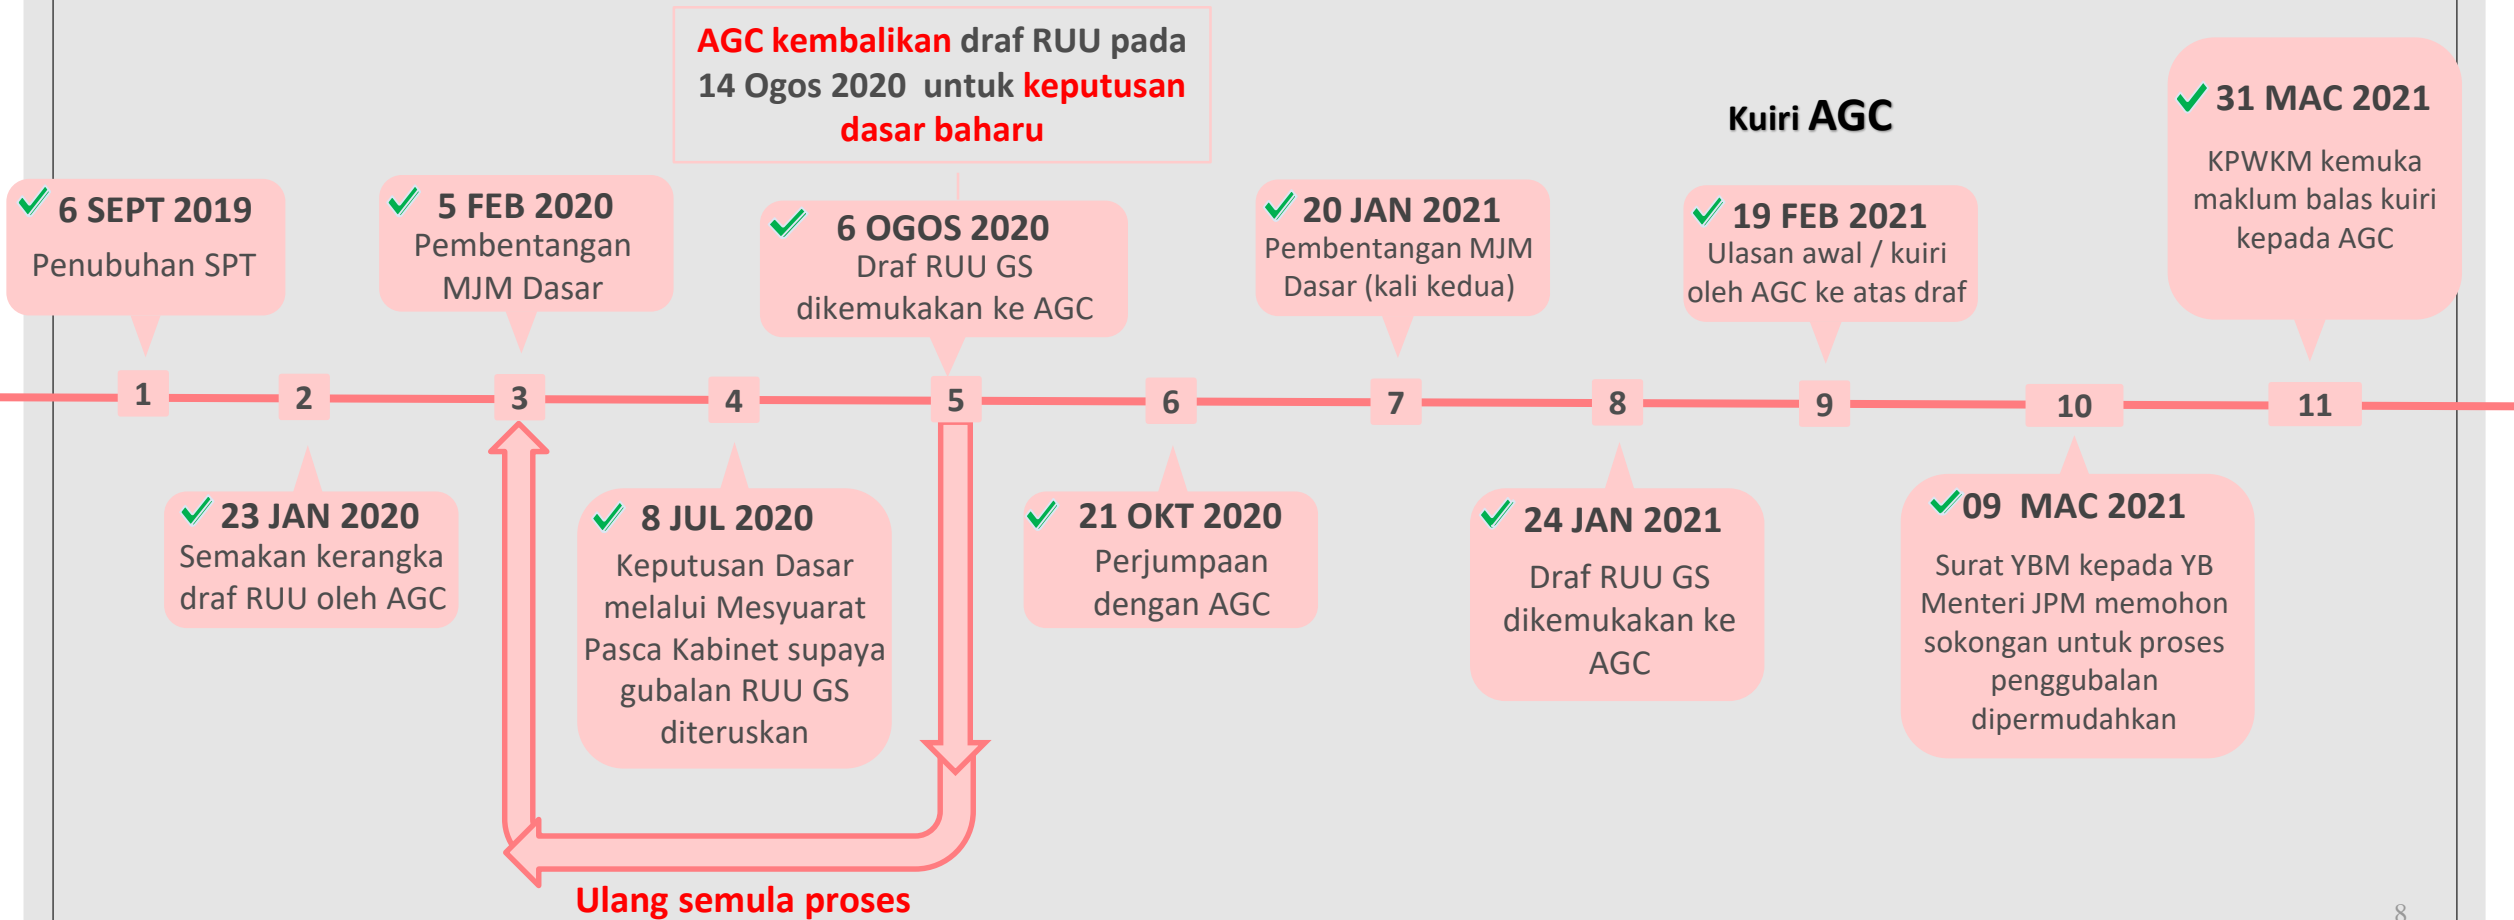 AGC kembalikan draf RUU pada
14 Ogos 2020 untuk keputusan
dasar baharu
Kuiri AGC
6 SEPT 2019
Penubuhan SPT
5 FEB 2020
Pembentangan
MJM Dasar
6 OGOS 2020
Draf RUU GS
dikemukakan ke AGC
20 JAN 2021
Pembentangan MJM
Dasar (kali kedua)
19 FEB 2021
Ulasan awal / kuiri
oleh AGC ke atas draf
31 MAC 2021
KPWKM kemuka
maklum balas kuiri
kepada AGC
1
2
3
4
5
6
7
8
9
10
11
23 JAN 2020
Semakan kerangka
draf RUU oleh AGC
8 JUL 2020
Keputusan Dasar
melalui Mesyuarat
Pasca Kabinet supaya
gubalan RUU GS
diteruskan
21 OKT 2020
Perjumpaan
dengan AGC
24 JAN 2021
Draf RUU GS
dikemukakan ke
AGC
09 MAC 2021
Surat YBM kepada YB
Menteri JPM memohon
sokongan untuk proses
penggubalan
dipermudahkan
Ulang semula proses
8